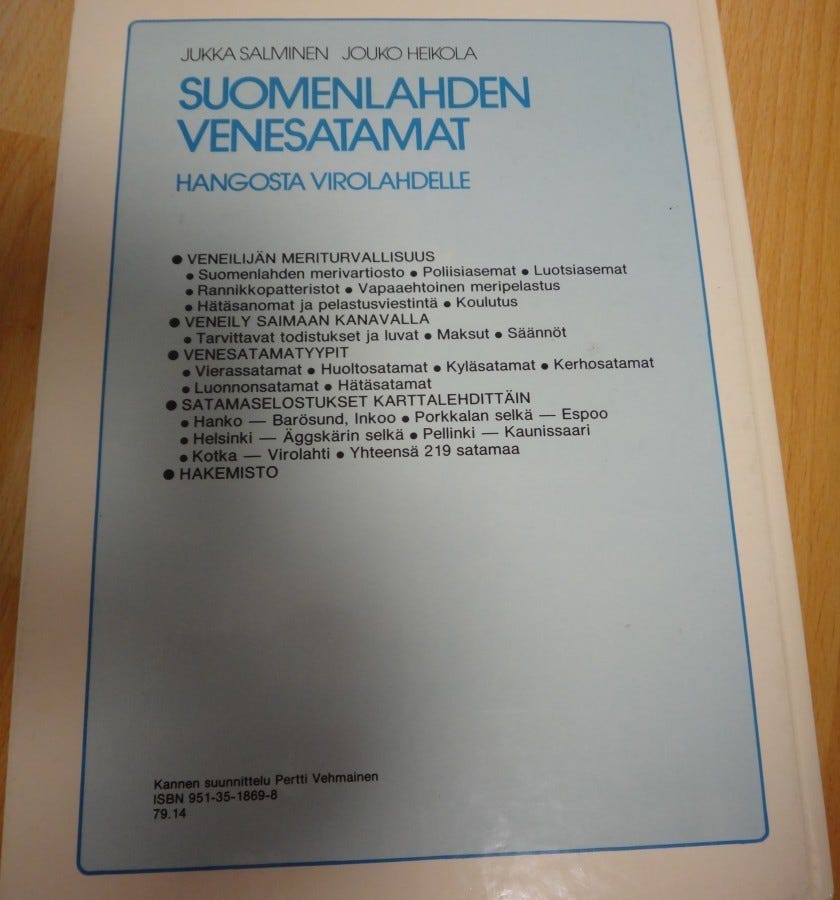 JUKKA SALMINEN JOUKO HEIKOLA
SUOMENLAHDEN
VENESATAMAT
HANGOSTA VIROLAHDELLE
● VENEILIJÄN MERITURVALLISUUS
● Suomenlahden merivartiosto ● Poliisiasemat ● Luotsiasemat
● Rannikkopatteristot ● Vapaaehtoinen meripelastus
● Hätäsanomat ja pelastusviestintä ● Koulutus
● VENEILY SAIMAAN KANAVALLA
● Tarvittavat todistukset ja luvat ● Maksut ● Säännöt
● VENESATAMATYYPIT
● Vierassatamat ● Huoltosatamat ● Kyläsatamat ● Kerhosatamat
● Luonnonsatamat ● Hätäsatamat
● SATAMASELOSTUKSET KARTTALEHDITTÄIN
● Hanko — Barösund, Inkoo ● Porkkalan selkä — Espoo
● Helsinki — Äggskärin selkä ● Pellinki — Kaunissaari
● Kotka — Virolahti ● Yhteensä 219 satamaa
● HAKEMISTO
Kannen suunnittelu Pertti Vehmainen
ISBN 951-35-1869-8
79.14